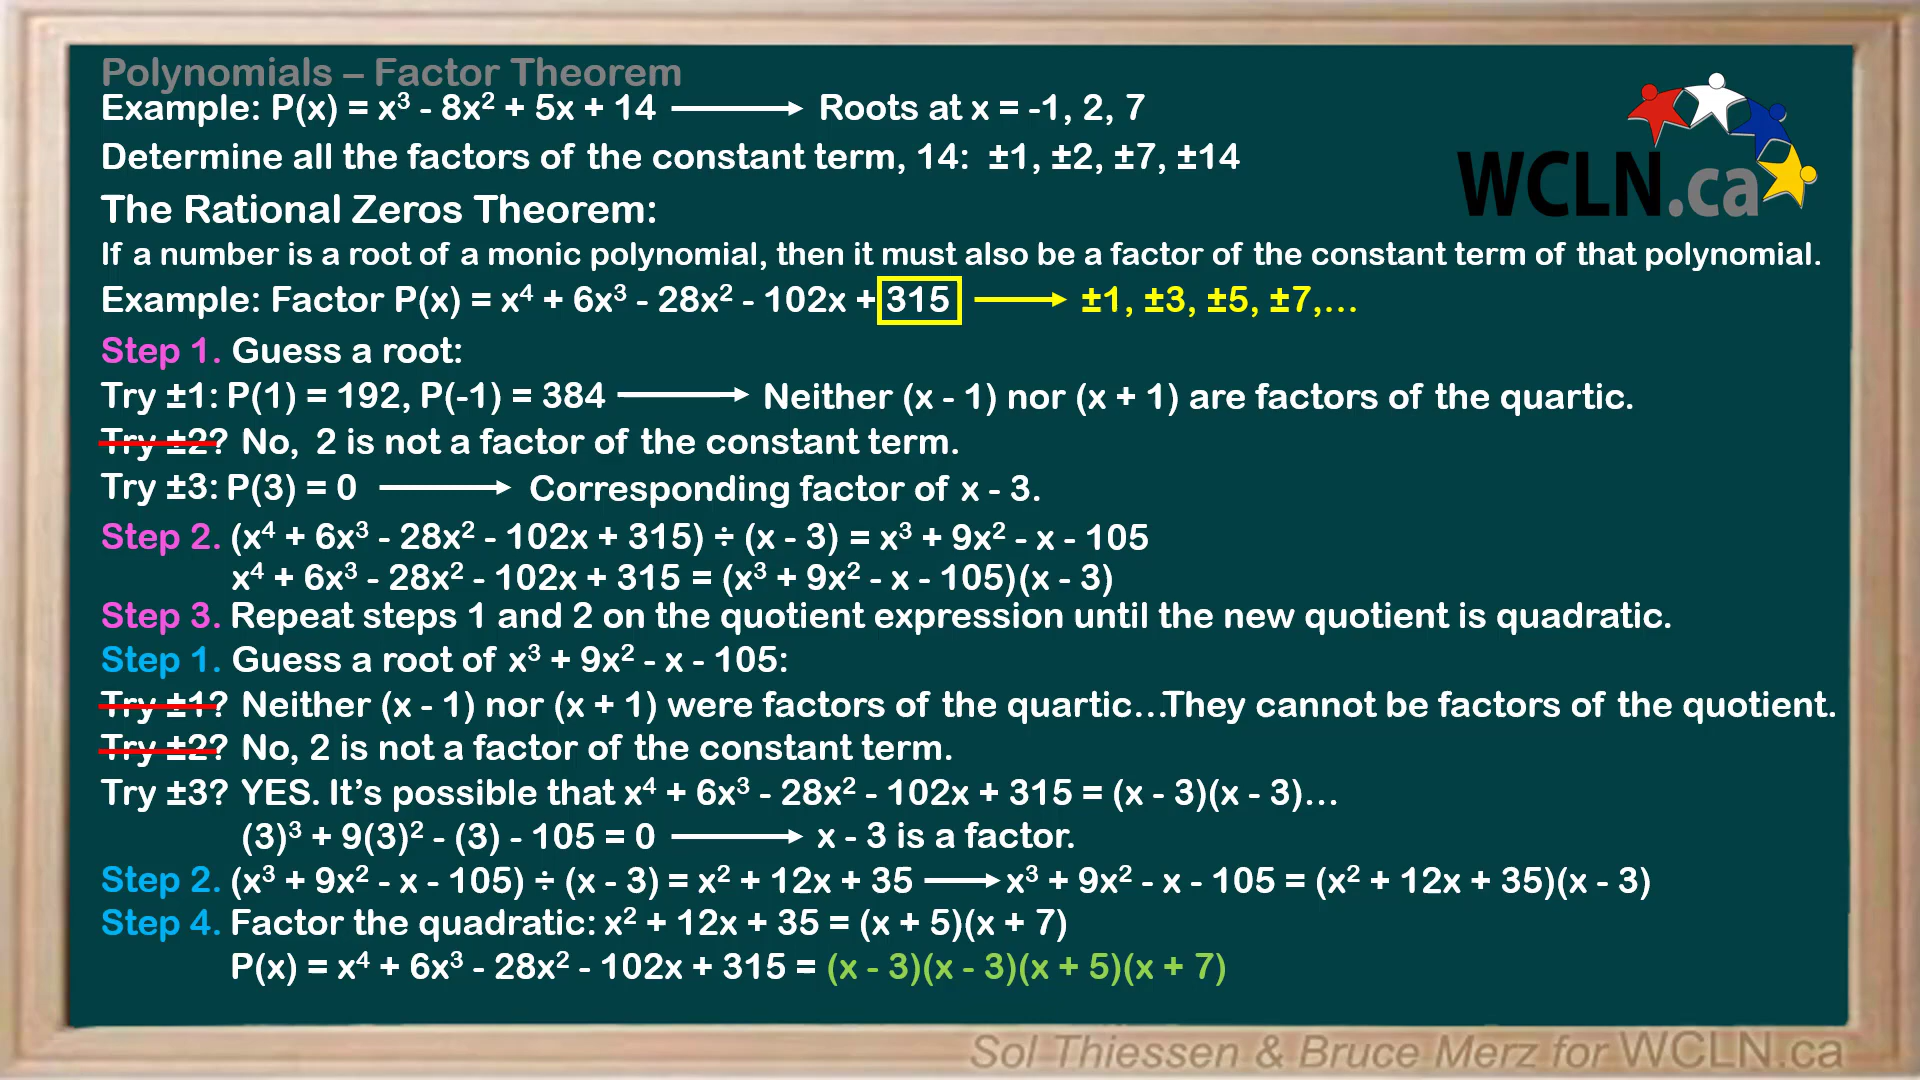 Polynomials – Factor Theorem
Example: P(x) = x³ - 8x² + 5x + 14 ⟶ Roots at x = -1, 2, 7
Determine all the factors of the constant term, 14: ±1, ±2, ±7, ±14
WCLN.ca
The Rational Zeros Theorem:
If a number is a root of a monic polynomial, then it must also be a factor of the constant term of that polynomial.
Example: Factor P(x) = x⁴ + 6x³ - 28x² - 102x + 315 ⟶ ±1, ±3, ±5, ±7,...
Step 1. Guess a root:
Try ±1: P(1) = 192, P(-1) = 384 ⟶ Neither (x - 1) nor (x + 1) are factors of the quartic.
Try ±2? No, 2 is not a factor of the constant term.
Try ±3: P(3) = 0 ⟶ Corresponding factor of x - 3.
Step 2. (x⁴ + 6x³ - 28x² - 102x + 315) ÷ (x - 3) = x³ + 9x² - x - 105
x⁴ + 6x³ - 28x² - 102x + 315 = (x³ + 9x² - x - 105)(x - 3)
Step 3. Repeat steps 1 and 2 on the quotient expression until the new quotient is quadratic.
Step 1. Guess a root of x³ + 9x² - x - 105:
Try ±1? Neither (x - 1) nor (x + 1) were factors of the quartic...They cannot be factors of the quotient.
Try ±2? No, 2 is not a factor of the constant term.
Try ±3? YES. It's possible that x⁴ + 6x³ - 28x² - 102x + 315 = (x - 3)(x - 3)...
(3)³ + 9(3)² - (3) - 105 = 0 ⟶ x - 3 is a factor.
Step 2. (x³ + 9x² - x - 105) ÷ (x - 3) = x² + 12x + 35 ⟶ x³ + 9x² - x - 105 = (x² + 12x + 35)(x - 3)
Step 4. Factor the quadratic: x² + 12x + 35 = (x + 5)(x + 7)
P(x) = x⁴ + 6x³ - 28x² - 102x + 315 = (x - 3)(x - 3)(x + 5)(x + 7)
Sol Thiessen & Bruce Merz for WCLN.ca